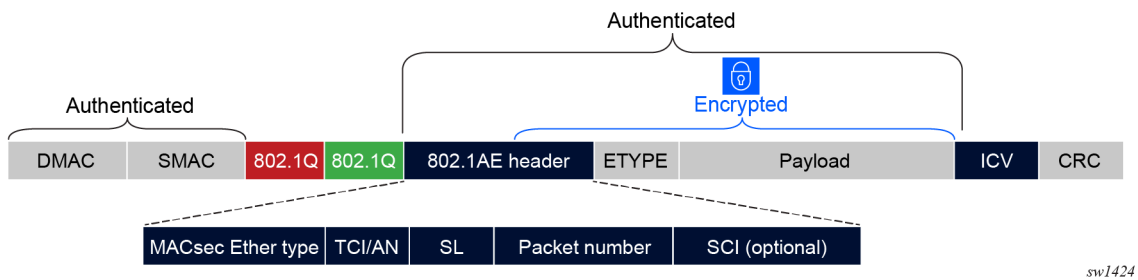 Authenticated
Encrypted
Authenticated
DMAC SMAC 802.1Q 802.1Q 802.1AE header ETYPE Payload ICV CRC
MACsec Ether type TCI/AN SL Packet number SCI (optional)
sw1424